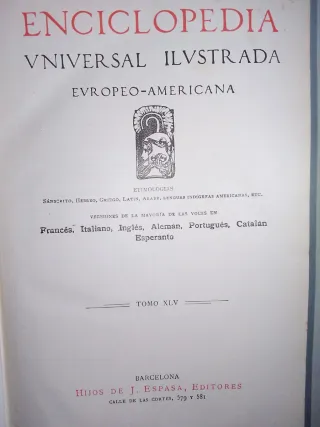 ENCICLOPEDIA
VNIVERSAL ILVSTRADA
EVROPEO-AMERICANA
ETIMOLOGÍAS
SÁNSCRITO, HEBREO, GRIEGO, LATÍN, ÁRABE, LENGUAS INDÍGENAS AMERICANAS, ETC.
VERSIONES DE LA MAYORÍA DE LAS VOCES EN
Francés, Italiano, Inglés, Alemán, Portugués, Catalán
Esperanto
TOMO XLV
BARCELONA
HIJOS DE J. ESPASA, EDITORES
CALLE DE LAS CORTES, 579 Y 581